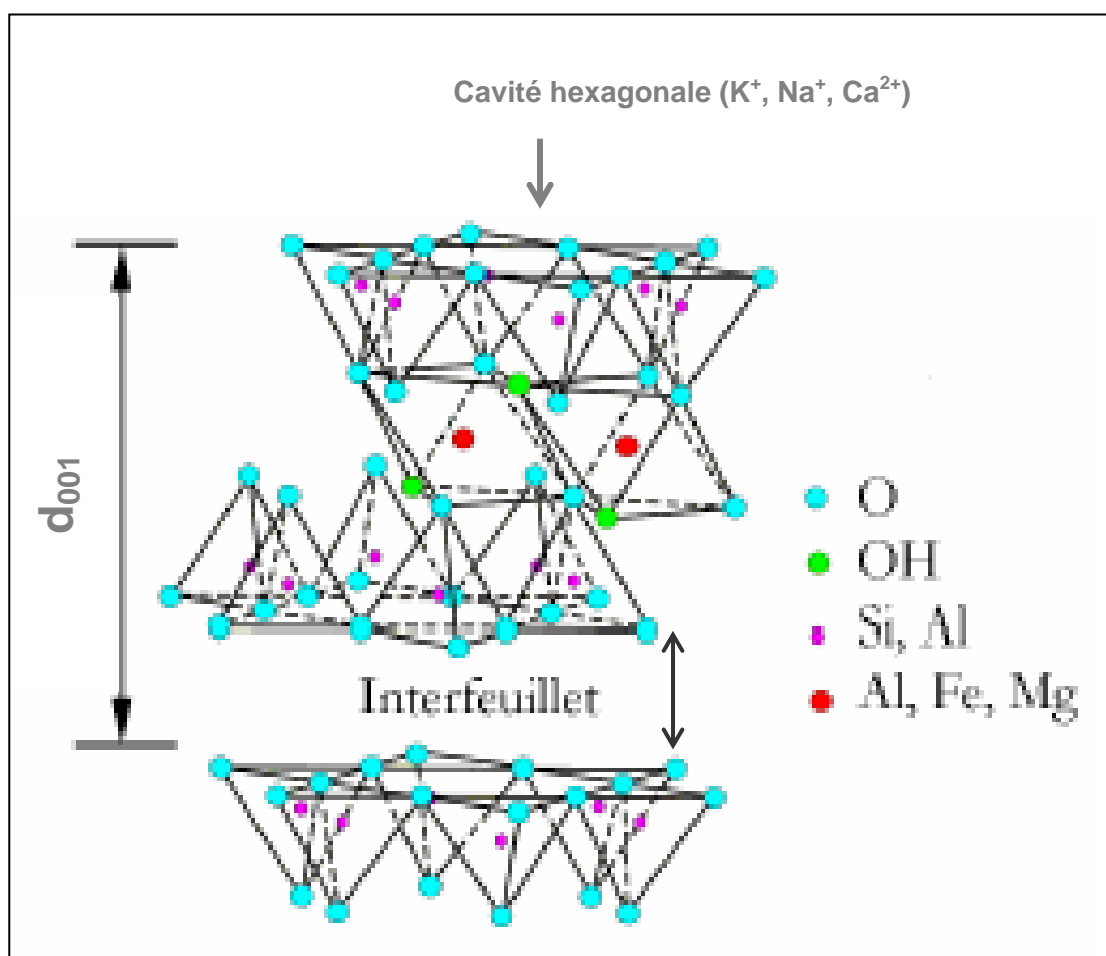 Cavité hexagonale (K⁺, Na⁺, Ca²⁺)
d₀₀₁
O
OH
Si, Al
Al, Fe, Mg
Interfeuillet